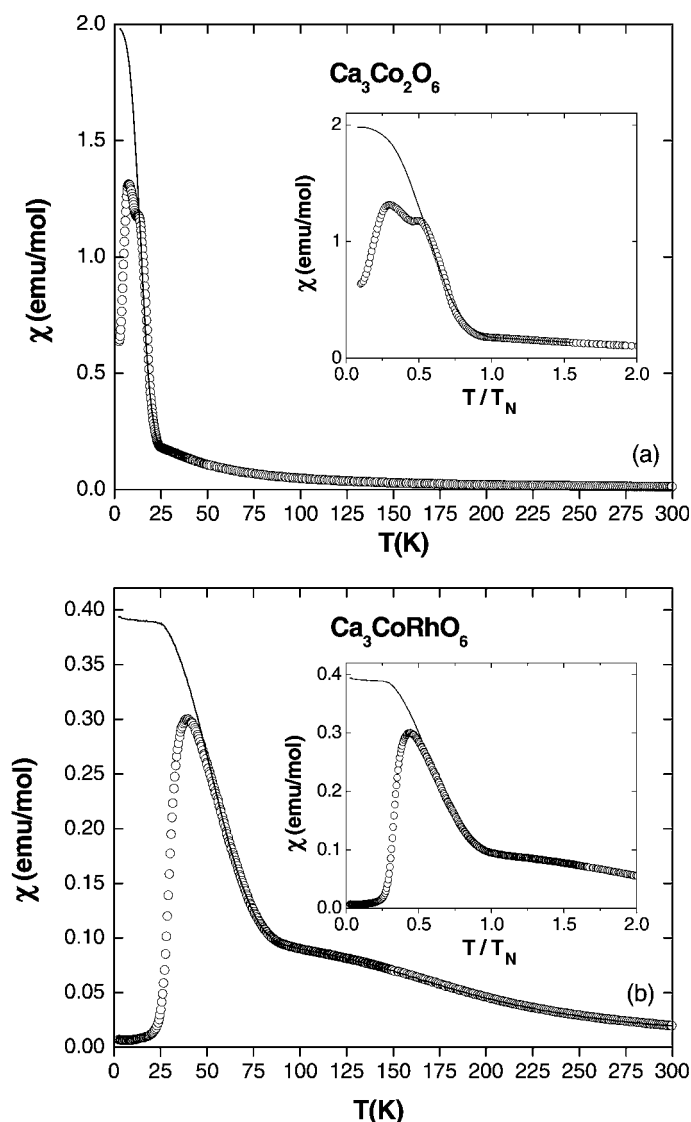 Ca₃Co₂O₆
χ (emu/mol)
2.0
1.5
1.0
0.5
0.0
0 25 50 75 100 125 150 175 200 225 250 275 300
T(K)
χ (emu/mol)
2
1
0
0.0 0.5 1.0 1.5 2.0
T / T_N
(a)
Ca₃CoRhO₆
χ (emu/mol)
0.40
0.35
0.30
0.25
0.20
0.15
0.10
0.05
0.00
0 25 50 75 100 125 150 175 200 225 250 275 300
T(K)
χ (emu/mol)
0.4
0.3
0.2
0.1
0.0
0.0 0.5 1.0 1.5 2.0
T / T_N
(b)